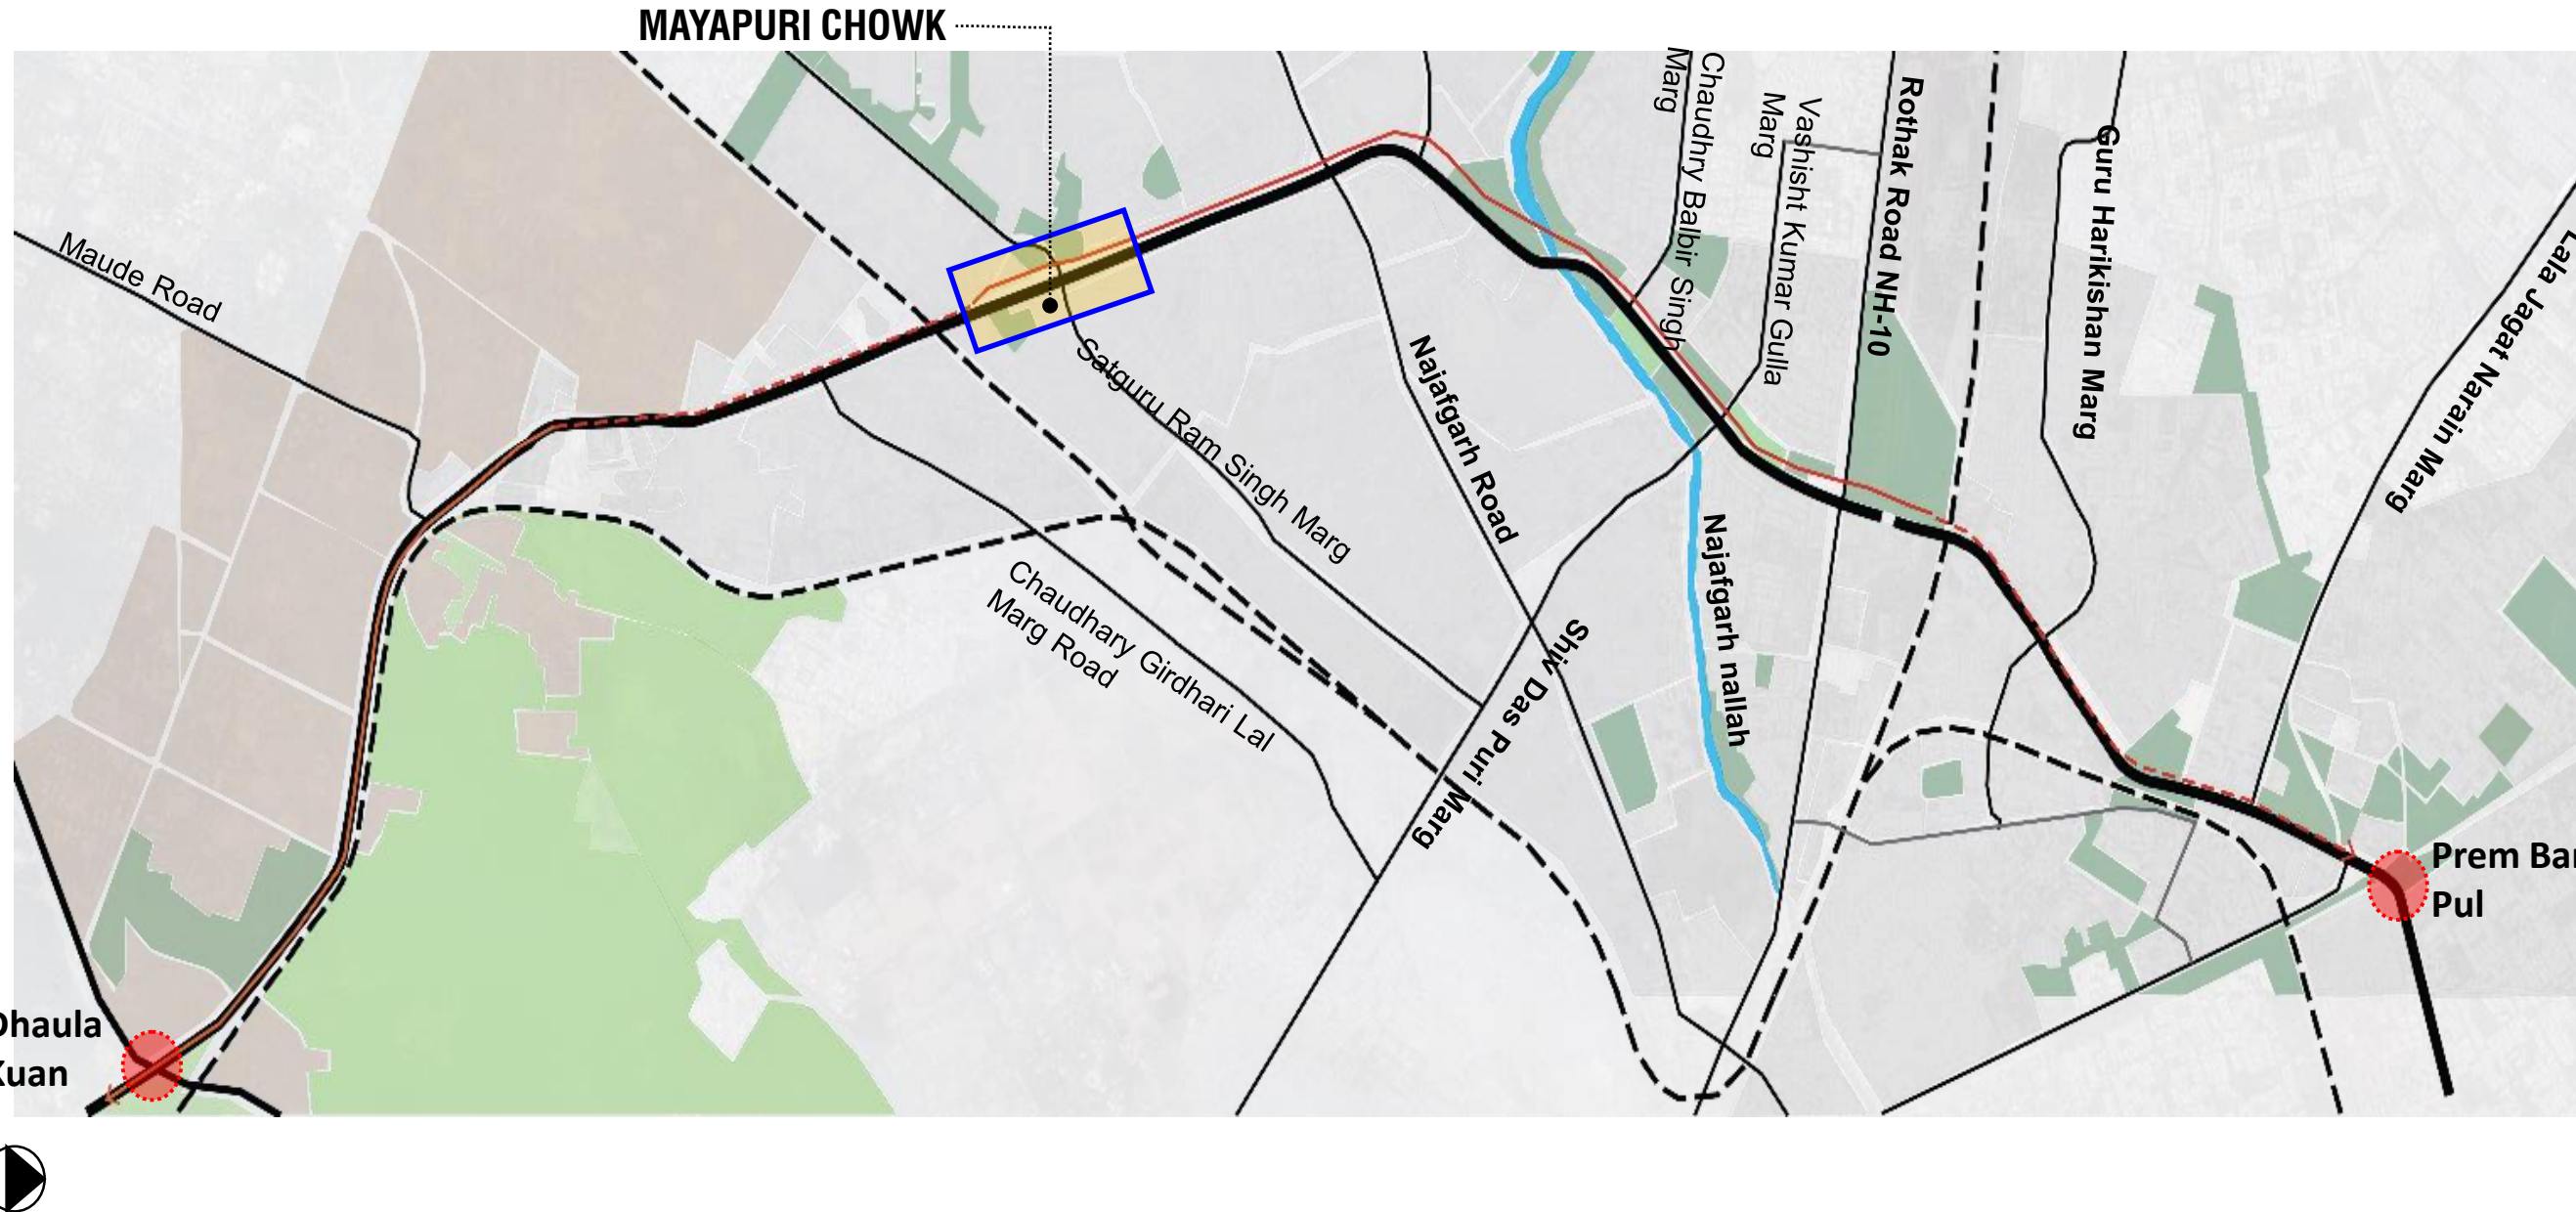 MAYAPURI CHOWK
Maude Road
Chaudhry Balbir Singh
Marg
Vashisht Kumar Gulla
Marg
Rothak Road NH-10
Guru Harikishan Marg
Lala Jagat Narain
Marg
Satguru Ram Singh Marg
Najafgarh Road
Najafgarh nallah
Chaudhary Girdhari Lal
Marg Road
Shiv Das Puri Marg
Marg
Prem Bar
Pul
Dhaula
Kuan